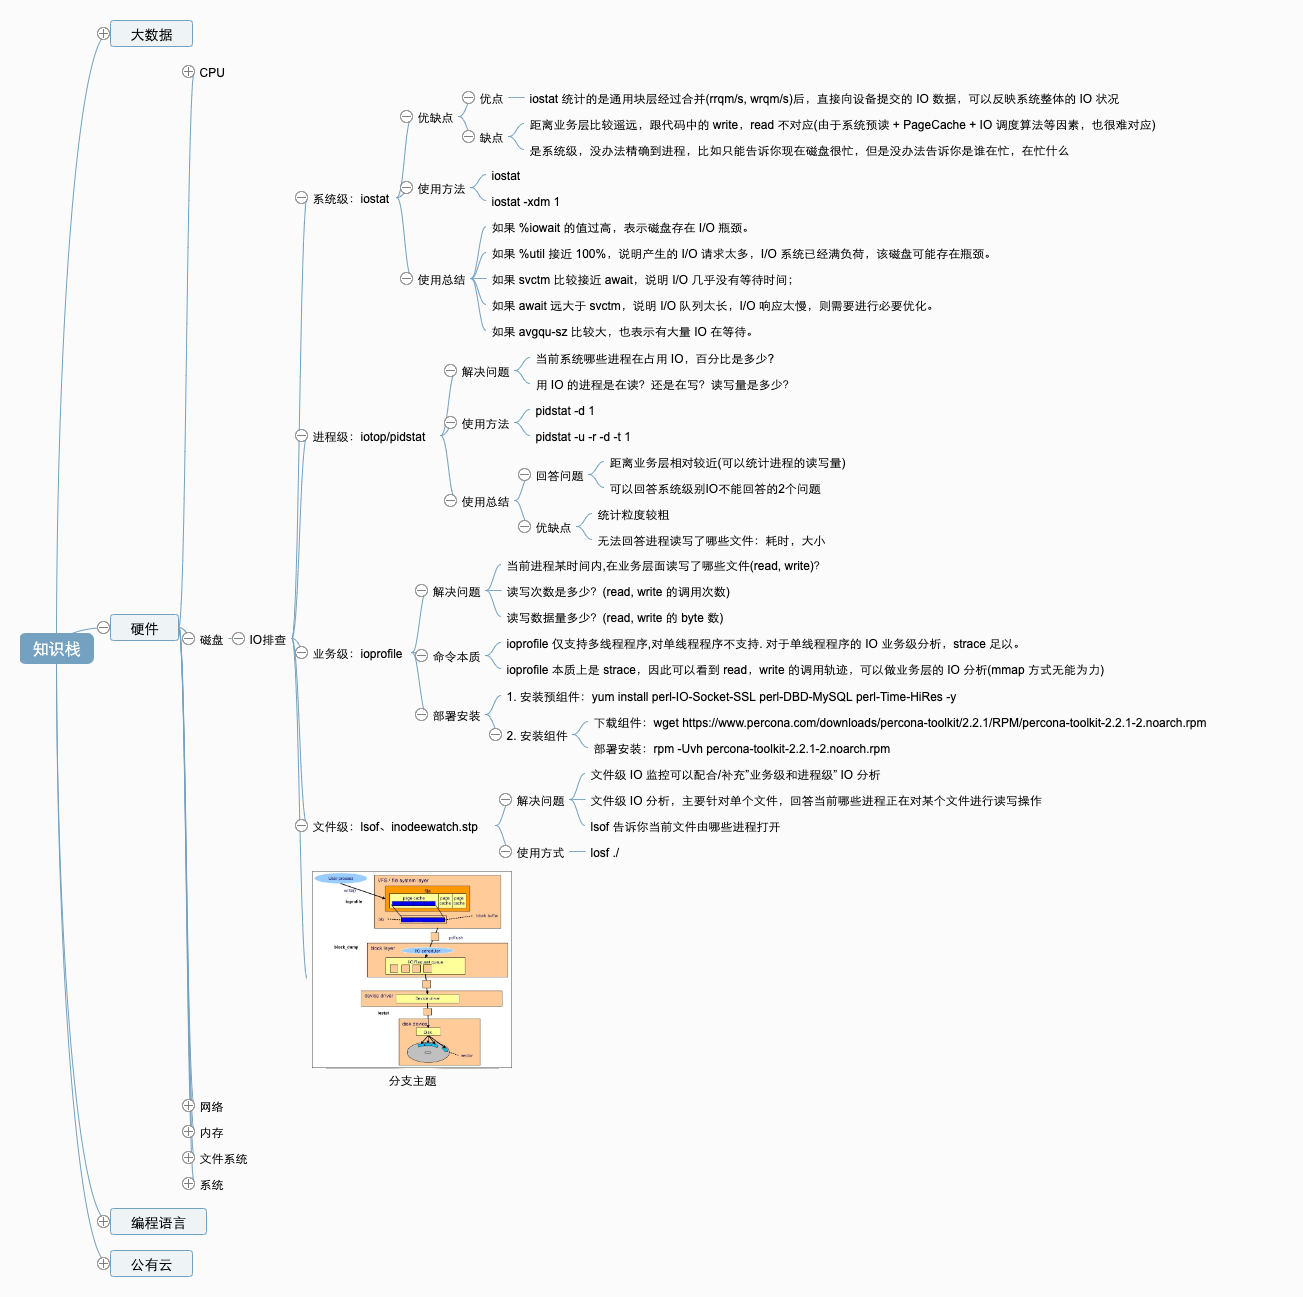 大数据
CPU
优点
iostat 统计的是通用块层经过合并(rrqm/s, wrqm/s)后，直接向设备提交的 IO 数据，可以反映系统整体的 IO 状况
优缺点
距离业务层比较遥远，跟代码中的 write，read 不对应(由于系统预读 + PageCache + IO 调度算法等因素，也很难对应)
缺点
是系统级，没办法精确到进程，比如只能告诉你现在磁盘很忙，但是没办法告诉你是谁在忙，在忙什么
iostat
使用方法
系统级：iostat
iostat -xdm 1
如果 %iowait 的值过高，表示磁盘存在 I/O 瓶颈。
如果 %util 接近 100%，说明产生的 I/O 请求太多，I/O 系统已经满负荷，该磁盘可能存在瓶颈。
使用总结
如果 svctm 比较接近 await，说明 I/O 几乎没有等待时间；
如果 await 远大于 svctm，说明 I/O 队列太长，I/O 响应太慢，则需要进行必要优化。
如果 avgqu-sz 比较大，也表示有大量 IO 在等待。
当前系统哪些进程在占用 IO，百分比是多少？
解决问题
用 IO 的进程是在读？还是在写？读写量是多少？
pidstat -d 1
使用方法
进程级：iotop/pidstat
pidstat -u -r -d -t 1
距离业务层相对较近(可以统计进程的读写量)
回答问题
可以回答系统级别IO不能回答的2个问题
使用总结
统计粒度较粗
优缺点
无法回答进程读写了哪些文件：耗时，大小
当前进程某时间内,在业务层面读写了哪些文件(read, write)？
解决问题
读写次数是多少？(read, write 的调用次数)
读写数据量多少？(read, write 的 byte 数)
硬件
知识栈
磁盘
IO排查
业务级：ioprofile
ioprofile 仅支持多线程程序,对单线程程序不支持. 对于单线程程序的 IO 业务级分析，strace 足以。
命令本质
ioprofile 本质上是 strace，因此可以看到 read，write 的调用轨迹，可以做业务层的 IO 分析(mmap 方式无能为力)
1. 安装预组件：yum install perl-IO-Socket-SSL perl-DBD-MySQL perl-Time-HiRes -y
部署安装
下载组件：wget https://www.percona.com/downloads/percona-toolkit/2.2.1/RPM/percona-toolkit-2.2.1-2.noarch.rpm
2. 安装组件
部署安装：rpm -Uvh percona-toolkit-2.2.1-2.noarch.rpm
文件级 IO 监控可以配合/补充”业务级和进程级” IO 分析
解决问题
文件级 IO 分析，主要针对单个文件，回答当前哪些进程正在对某个文件进行读写操作
文件级：lsof、inodeewatch.stp
lsof 告诉你当前文件由哪些进程打开
使用方式
losf ./
User process
VFS / file system layer
file
page cache
page cache
page cache
ioprofile
block buffer
pdflush
block_dump
block layer
I/O scheduler
I/O Request queue
device driver
Device driver
iostat
disk device
Disk
sector
分支主题
网络
内存
文件系统
系统
编程语言
公有云